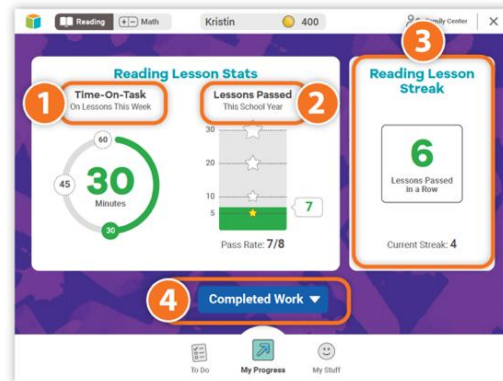 Reading
+ - Math
Kristin
400
Family Center
Reading Lesson Stats
1
Time-On-Task
On Lessons This Week
60
45
30
Minutes
30
Lessons Passed
This School Year
2
30
20
10
5
7
Pass Rate: 7/8
3
Reading Lesson
Streak
6
Lessons Passed
in a Row
Current Streak: 4
4
Completed Work
To Do
My Progress
My Stuff